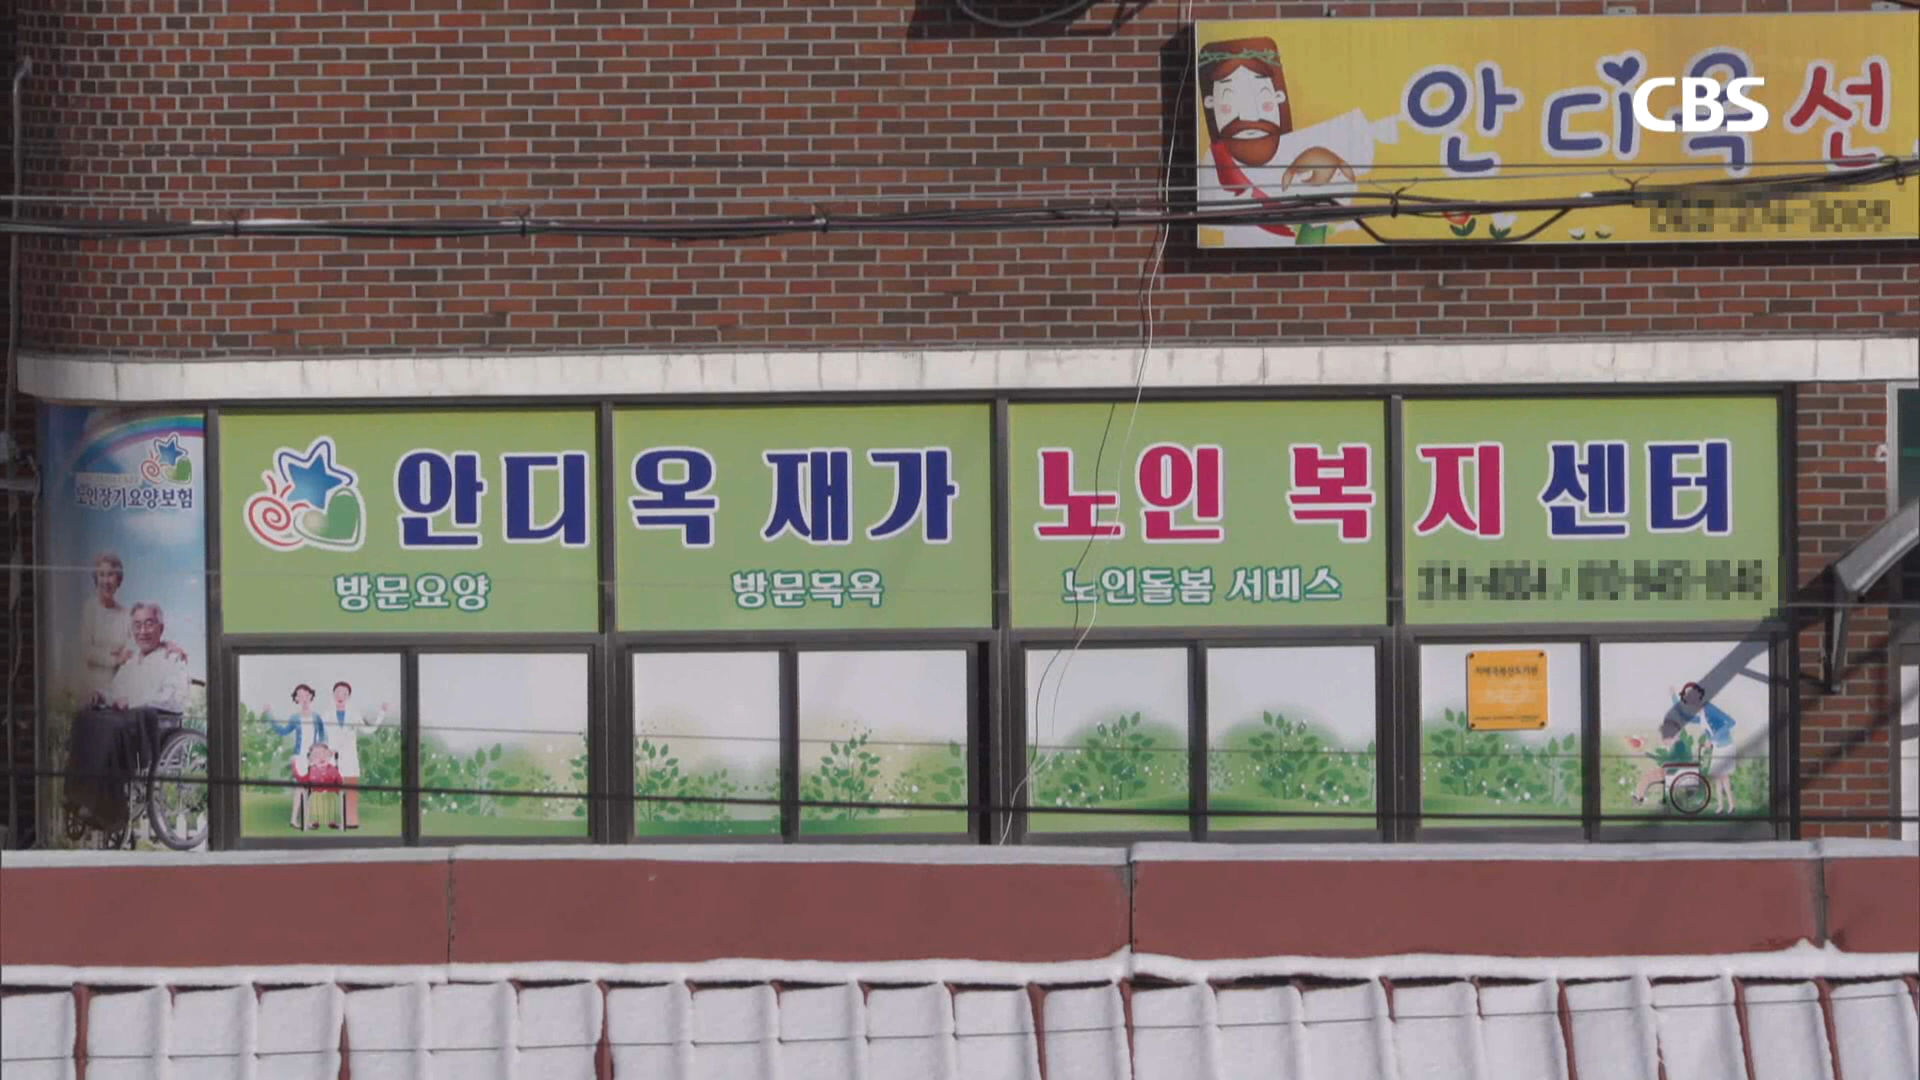 CBS
안디옥 선
노인장기요양보험
안디옥 재가 노인 복지 센터
방문요양 방문목욕 노인돌봄 서비스